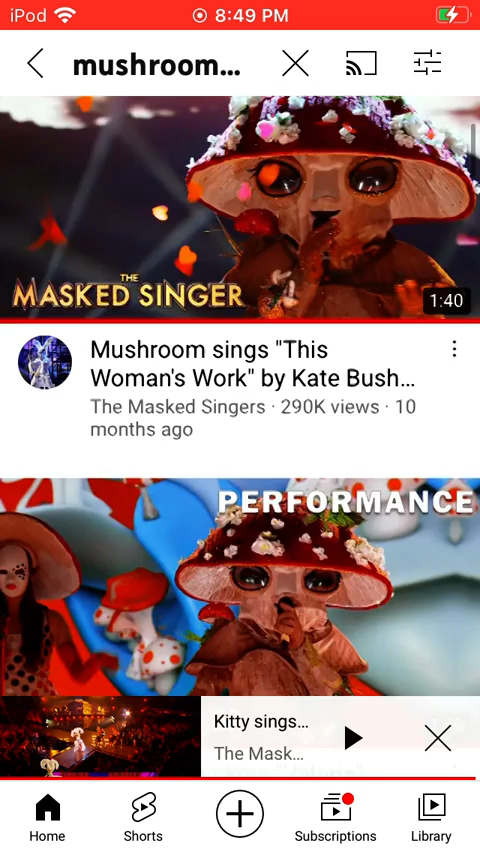 iPod 8:49 PM
mushroom...
THE
MASKED SINGER
1:40
Mushroom sings "This
Woman's Work" by Kate Bush...
The Masked Singers · 290K views · 10
months ago
PERFORMANCE
Kitty sings...
The Mask...
Home Shorts Subscriptions Library